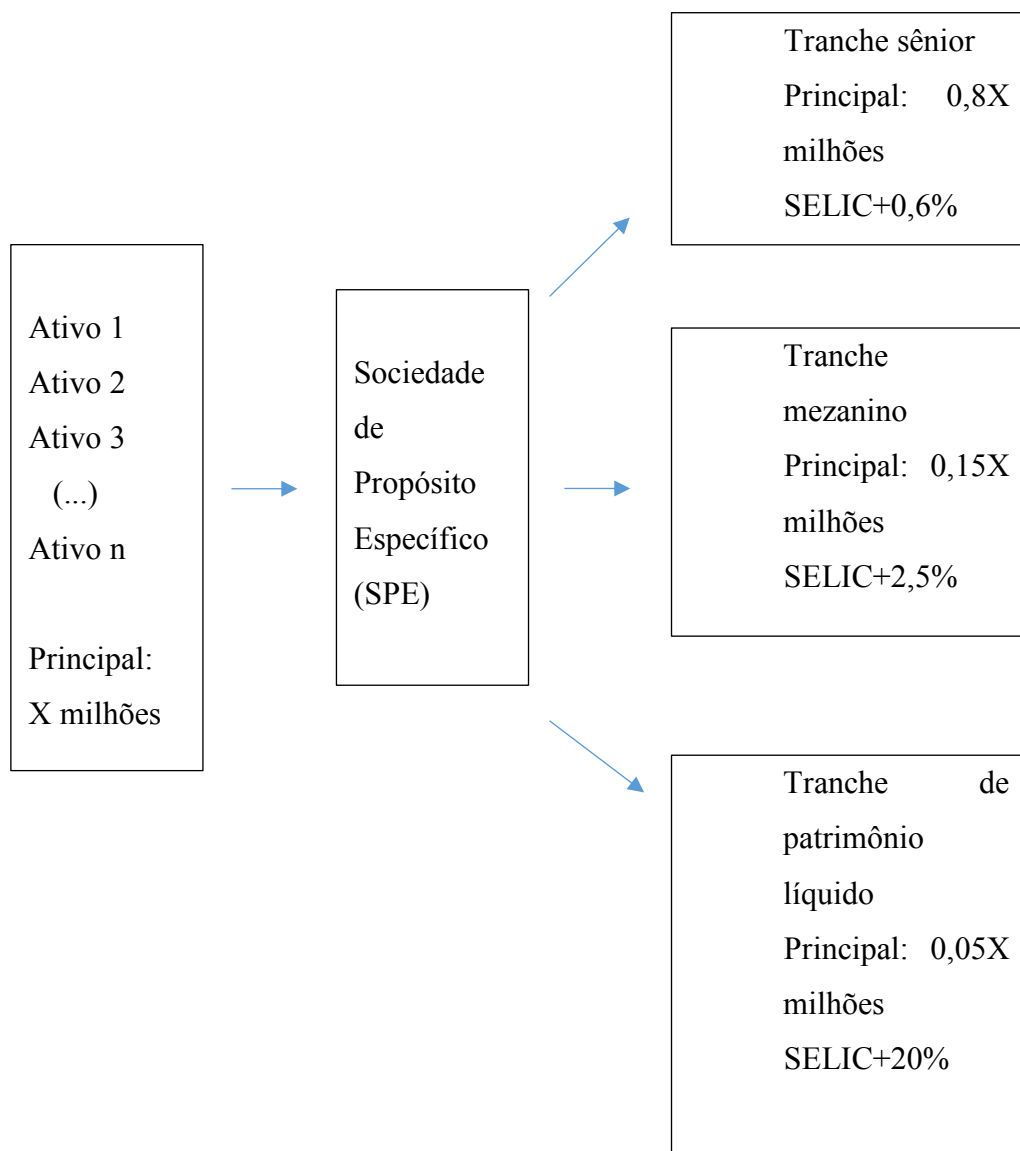 Ativo 1
Ativo 2
Ativo 3
(...)
Ativo n
Principal:
X milhões
Sociedade
de
Propósito
Específico
(SPE)
Tranche sênior
Principal: 0,8X
milhões
SELIC+0,6%
Tranche
mezanino
Principal: 0,15X
milhões
SELIC+2,5%
Tranche de
patrimônio
líquido
Principal: 0,05X
milhões
SELIC+20%